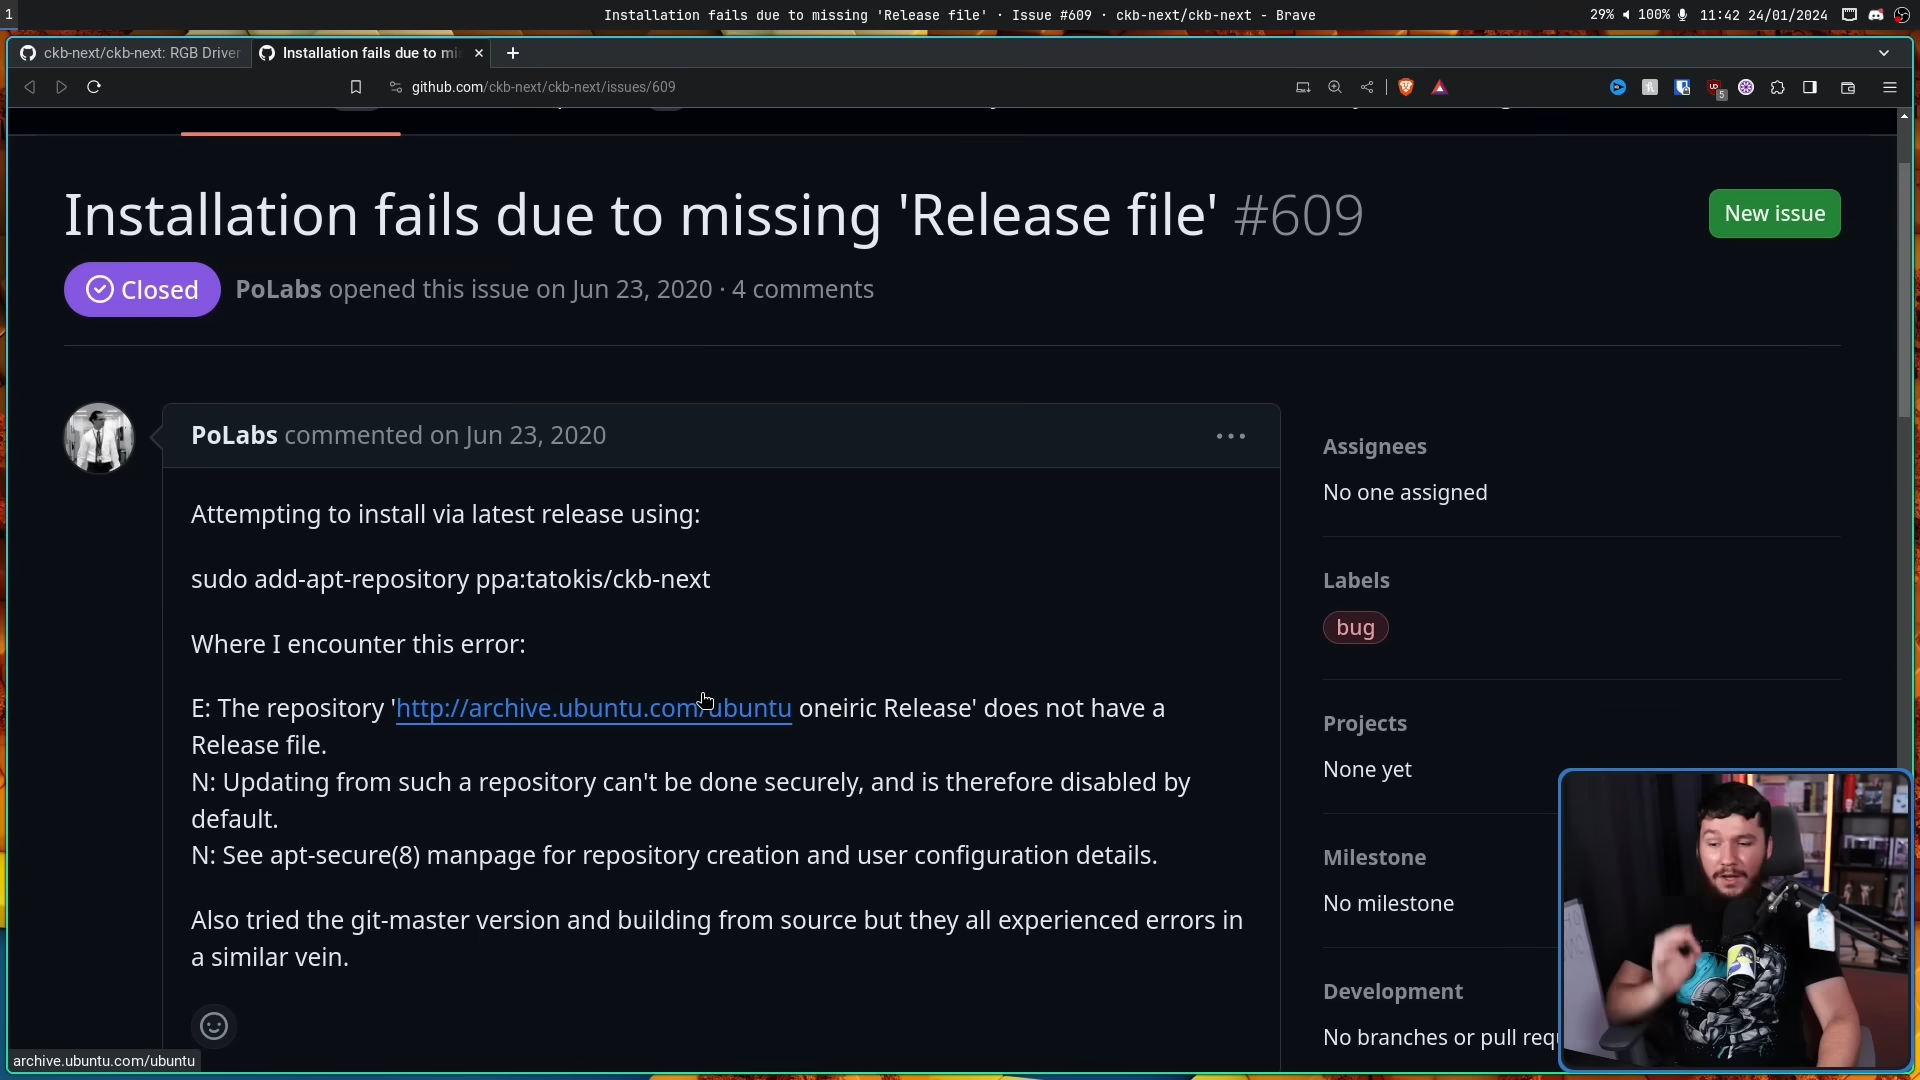 1
Installation fails due to missing 'Release file' · Issue #609 · ckb-next/ckb-next - Brave
29% 100% 11:42 24/01/2024
ckb-next/ckb-next: RGB Driver
Installation fails due to mi
github.com/ckb-next/ckb-next/issues/609
5
Installation fails due to missing 'Release file' #609
New issue
Closed
PoLabs opened this issue on Jun 23, 2020 · 4 comments
PoLabs commented on Jun 23, 2020
Attempting to install via latest release using:
sudo add-apt-repository ppa:tatokis/ckb-next
Where I encounter this error:
E: The repository 'http://archive.ubuntu.com/ubuntu oneiric Release' does not have a
Release file.
N: Updating from such a repository can't be done securely, and is therefore disabled by
default.
N: See apt-secure(8) manpage for repository creation and user configuration details.
Also tried the git-master version and building from source but they all experienced errors in
a similar vein.
Assignees
No one assigned
Labels
bug
Projects
None yet
Milestone
No milestone
Development
No branches or pull requ
archive.ubuntu.com/ubuntu